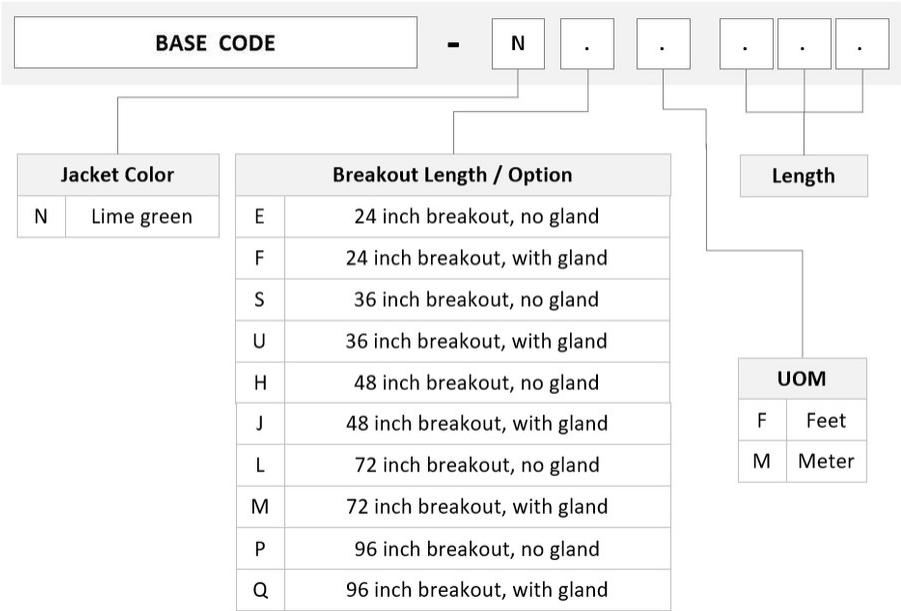 BASE CODE - N . . . . .
Jacket Color
N Lime green
Breakout Length / Option
E 24 inch breakout, no gland
F 24 inch breakout, with gland
S 36 inch breakout, no gland
U 36 inch breakout, with gland
H 48 inch breakout, no gland
J 48 inch breakout, with gland
L 72 inch breakout, no gland
M 72 inch breakout, with gland
P 96 inch breakout, no gland
Q 96 inch breakout, with gland
Length
UOM
F Feet
M Meter